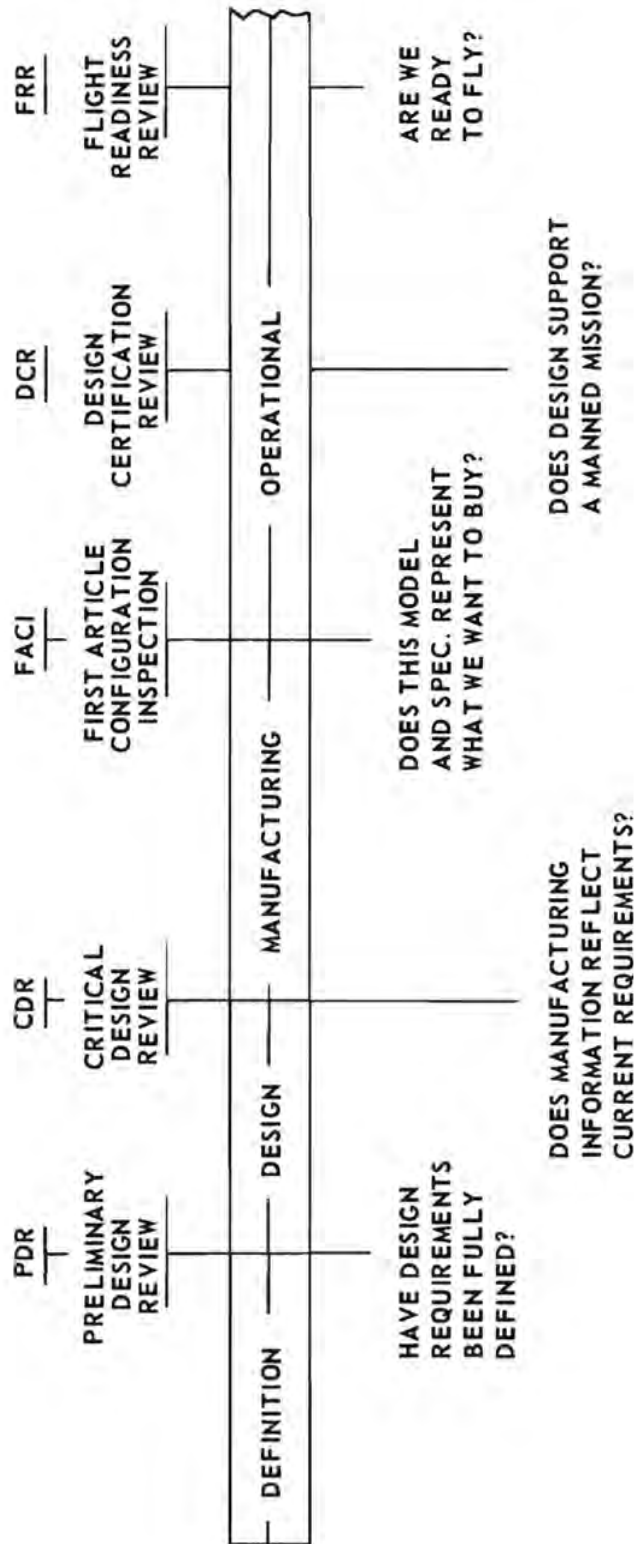 PDR
PRELIMINARY
DESIGN
REVIEW
CDR
CRITICAL
DESIGN
REVIEW
FACI
FIRST ARTICLE
CONFIGURATION
INSPECTION
DCR
DESIGN
CERTIFICATION
REVIEW
FRR
FLIGHT
READINESS
REVIEW
DEFINITION
DESIGN
MANUFACTURING
OPERATIONAL
HAVE DESIGN
REQUIREMENTS
BEEN FULLY
DEFINED?
DOES MANUFACTURING
INFORMATION REFLECT
CURRENT REQUIREMENTS?
DOES THIS MODEL
AND SPEC. REPRESENT
WHAT WE WANT TO BUY?
DOES DESIGN SUPPORT
A MANNED MISSION?
ARE WE
READY
TO FLY?